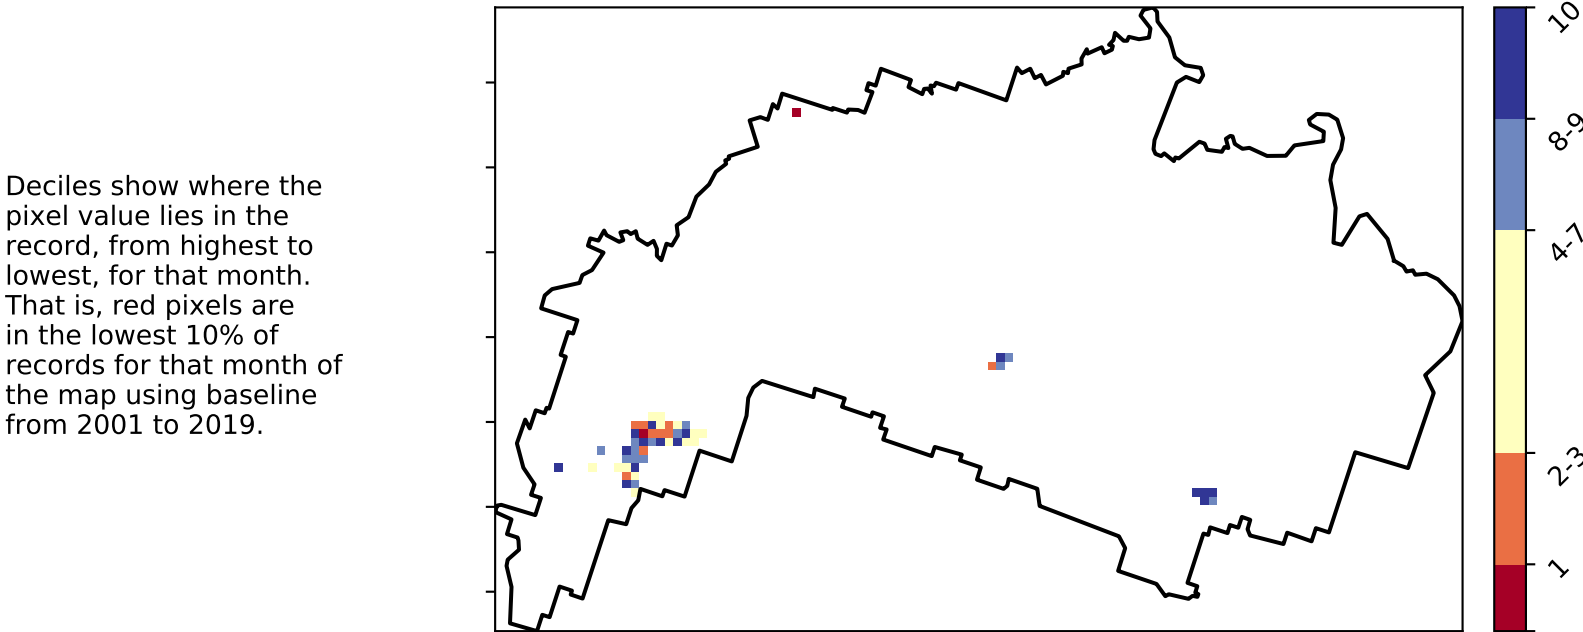 Deciles show where the
pixel value lies in the
record, from highest to
lowest, for that month.
That is, red pixels are
in the lowest 10% of
records for that month of
the map using baseline
from 2001 to 2019.
10
8-9
4-7
2-3
1